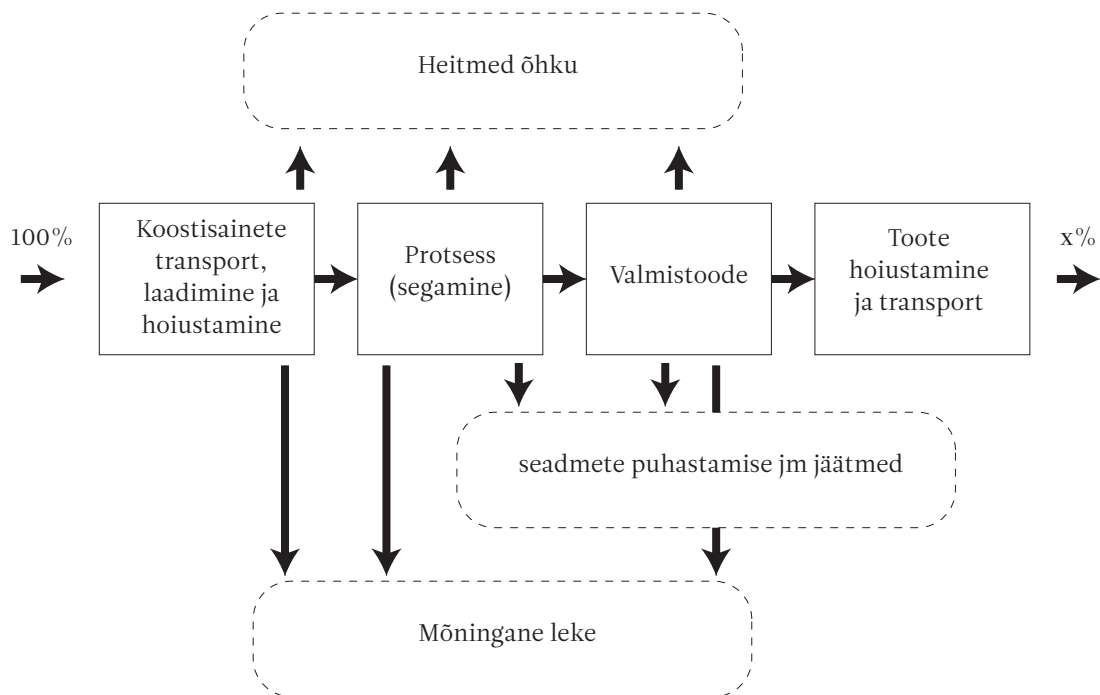 Heitmed õhku
100%
Koostisainete
transport,
laadimine ja
hoiustamine
Protsess
(segamine)
Valmistoode
Toote
hoiustamine
ja transport
x%
seadmete puhastamise jm jäätmed
Mõningane leke